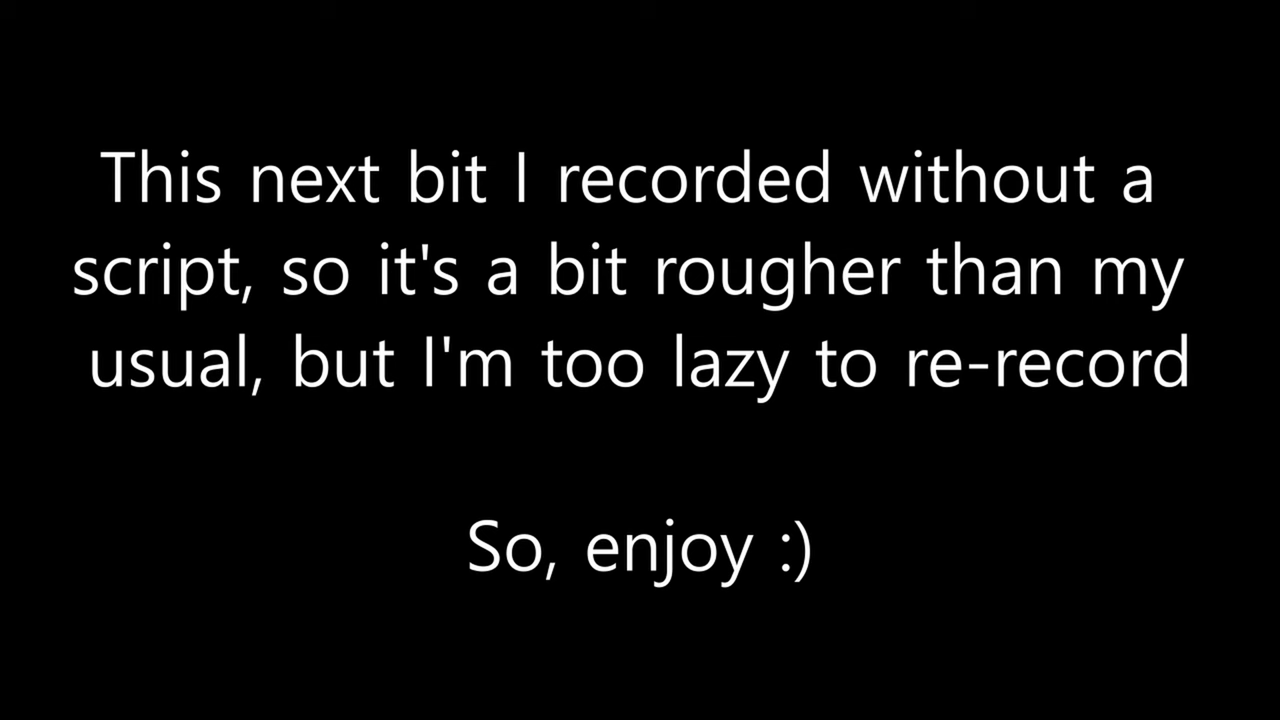 This next bit I recorded without a
script, so it's a bit rougher than my
usual, but I'm too lazy to re-record
So, enjoy :)